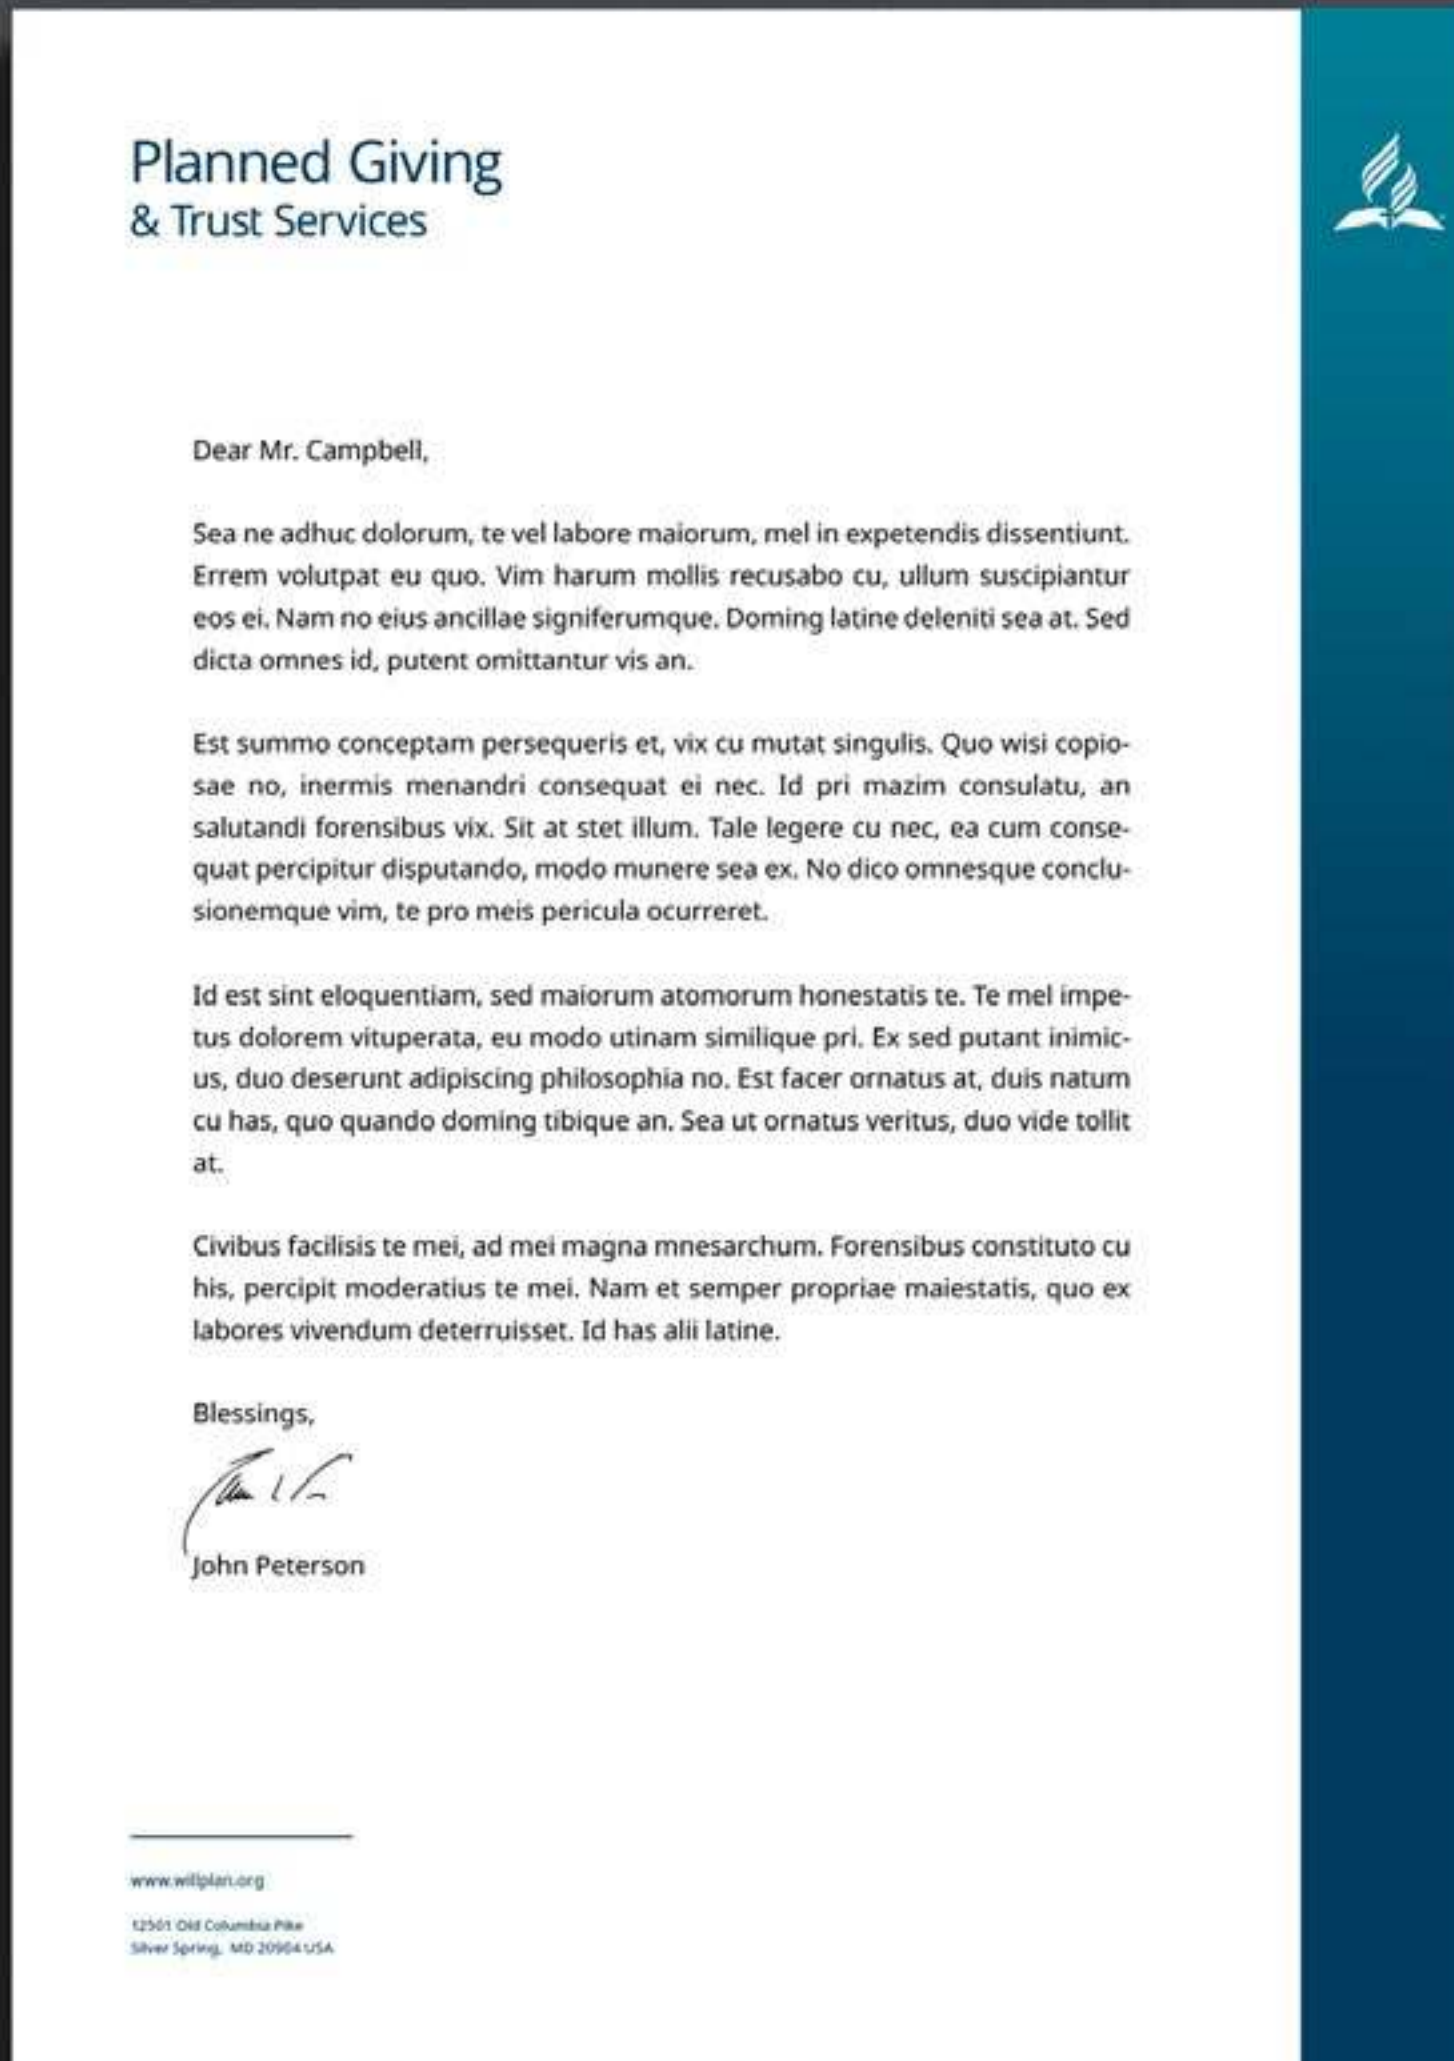 Planned Giving
& Trust Services
Dear Mr. Campbell,
Sea ne adhuc dolorum, te vel labore maiorum, mel in expetendis dissentiunt.
Errem volutpat eu quo. Vim harum mollis recusabo cu, ullum suscipiantur
eos ei. Nam no eius ancillae signiferumque. Doming latine deleniti sea at. Sed
dicta omnes id, putent omittantur vis an.
Est summo conceptam persequeris et, vix cu mutat singulis. Quo wisi copio-
sae no, inermis menandri consequat ei nec. Id pri mazim consulatu, an
salutandi forensibus vix. Sit at stet illum. Tale legere cu nec, ea cum conse-
quat percipitur disputando, modo munere sea ex. No dico omnesque conclu-
sionemque vim, te pro meis pericula ocurreret.
Id est sint eloquentiam, sed maiorum atomorum honestatis te. Te mel impe-
tus dolorem vituperata, eu modo utinam similique pri. Ex sed putant inimic-
us, duo deserunt adipiscing philosophia no. Est facer ornatus at, duis natum
cu has, quo quando doming tibique an. Sea ut ornatus veritus, duo vide tollit
at.
Civibus facilisis te mei, ad mei magna mnesarchum. Forensibus constituto cu
his, percipit moderatius te mei. Nam et semper propriae maiestatis, quo ex
labores vivendum deterruisset. Id has alii latine.
Blessings,
John Peterson
www.willplan.org
12501 Old Columbia Pike
Silver Spring, MD 20904 USA